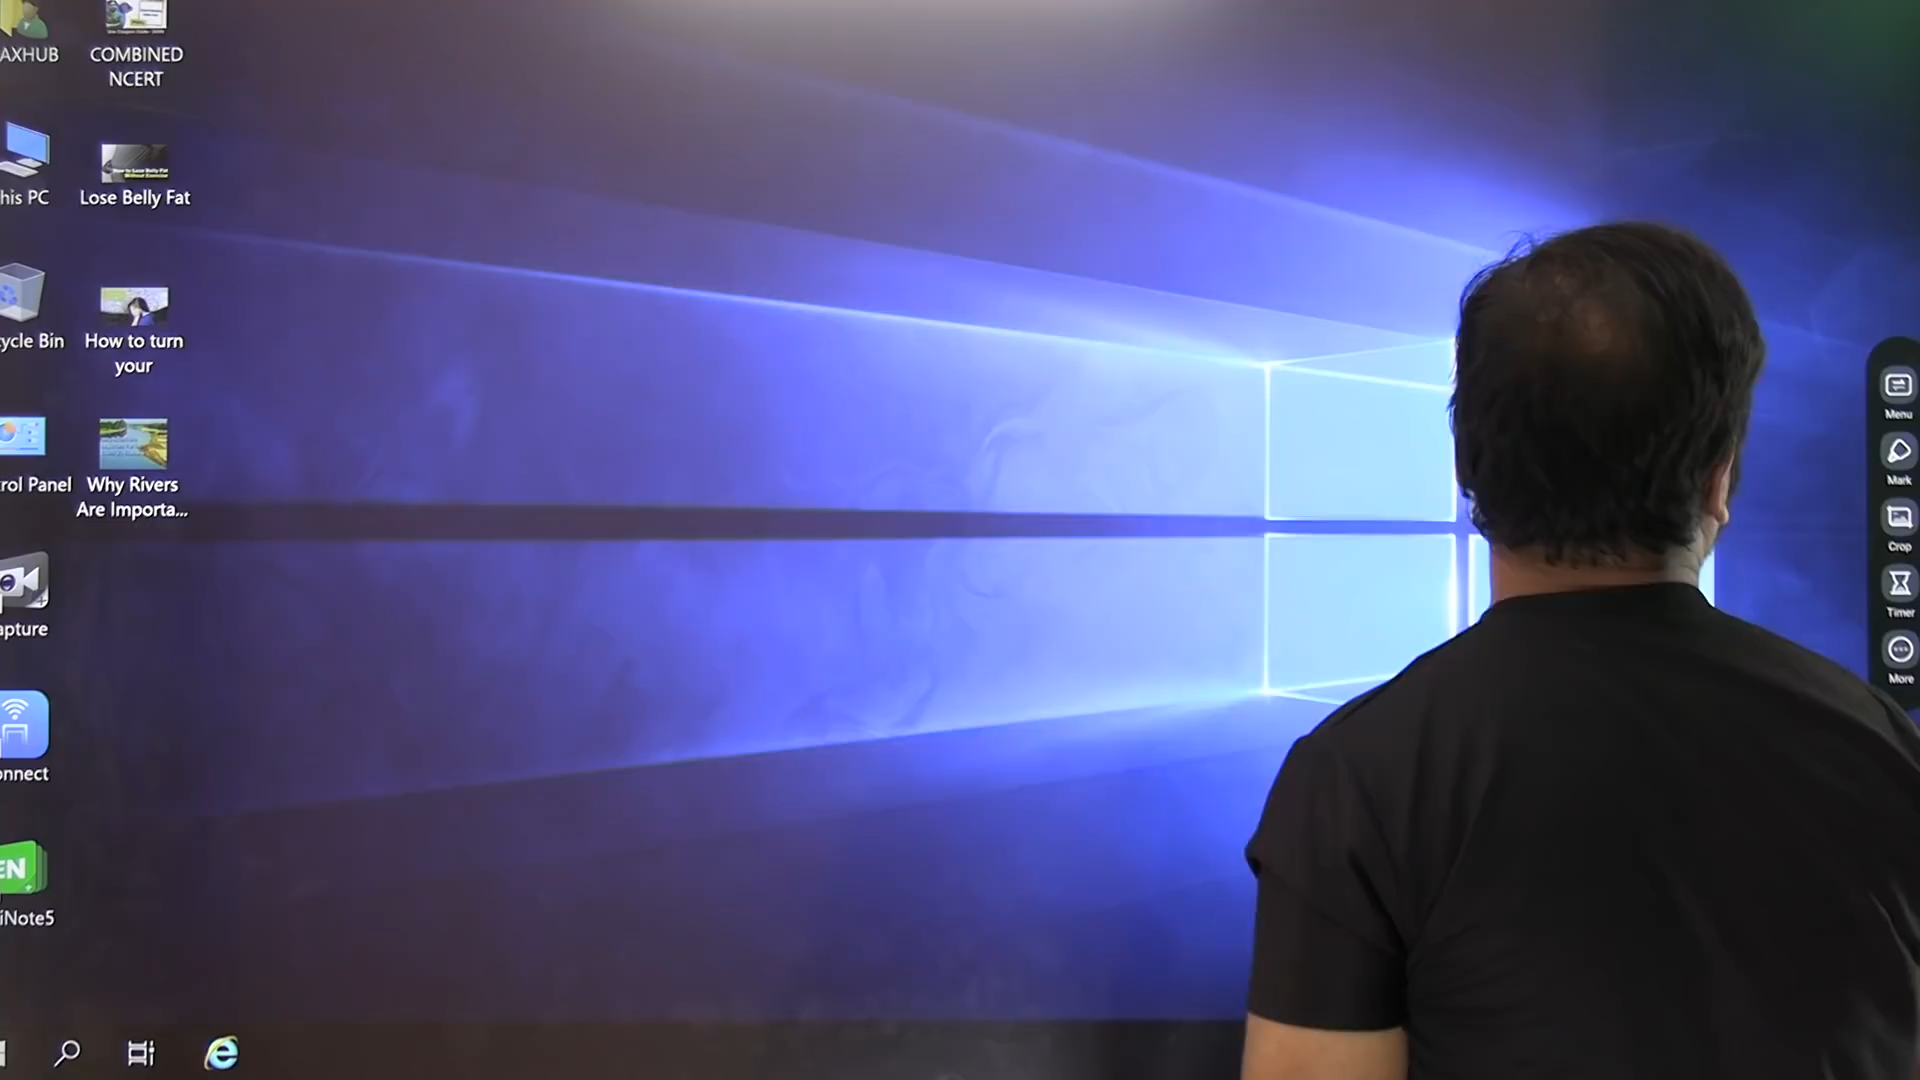 AXHUB
COMBINED
NCERT
his PC
Lose Belly Fat
ycle Bin
How to turn
your
rol Panel
Why Rivers
Are Importa...
apture
onnect
EN
iNote5
Menu
Mark
Crop
Timer
More